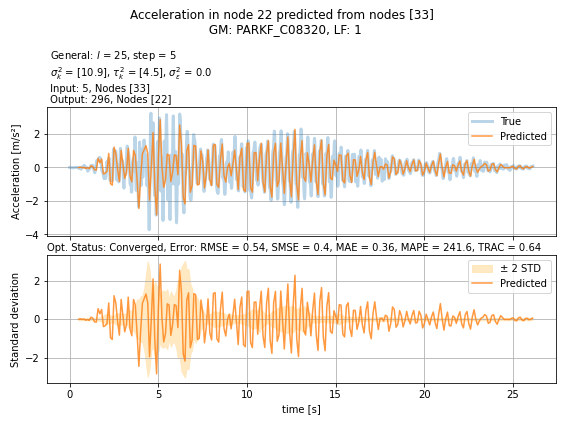 Acceleration in node 22 predicted from nodes [33]
GM: PARKF_C08320, LF: 1
General: l = 25, step = 5
σ²ₖ = [10.9], τ²ₖ = [4.5], σ²ε = 0.0
Input: 5, Nodes [33]
Output: 296, Nodes [22]
Acceleration [m/s²]
2
0
−2
−4
True
Predicted
Opt. Status: Converged, Error: RMSE = 0.54, SMSE = 0.4, MAE = 0.36, MAPE = 241.6, TRAC = 0.64
Standard deviation
2
0
−2
± 2 STD
Predicted
0 5 10 15 20 25
time [s]